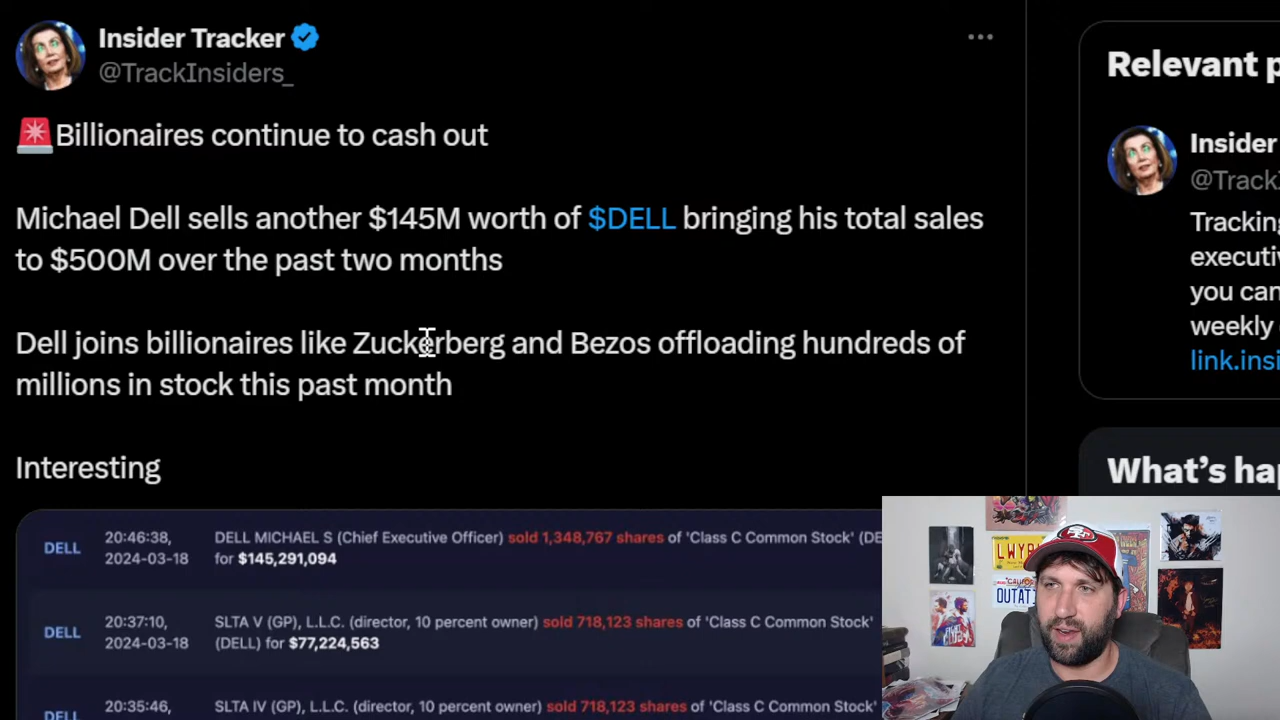 Insider Tracker
@TrackInsiders_
🚨Billionaires continue to cash out
Michael Dell sells another $145M worth of $DELL bringing his total sales
to $500M over the past two months
Dell joins billionaires like Zuckerberg and Bezos offloading hundreds of
millions in stock this past month
Interesting
DELL
20:46:38,
2024-03-18
DELL MICHAEL S (Chief Executive Officer) sold 1,348,767 shares of 'Class C Common Stock' (DE
for $145,291,094
DELL
20:37:10,
2024-03-18
SLTA V (GP), L.L.C. (director, 10 percent owner) sold 718,123 shares of 'Class C Common Stock'
(DELL) for $77,224,563
DELL
20:35:46,
SLTA IV (GP), L.L.C. (director, 10 percent owner) sold 718,123 shares of 'Class C Common Stock'
Relevant p
Insider
@Track
Tracking
executiv
you can
weekly
link.insi
What's ha
LWYR
OUTATI